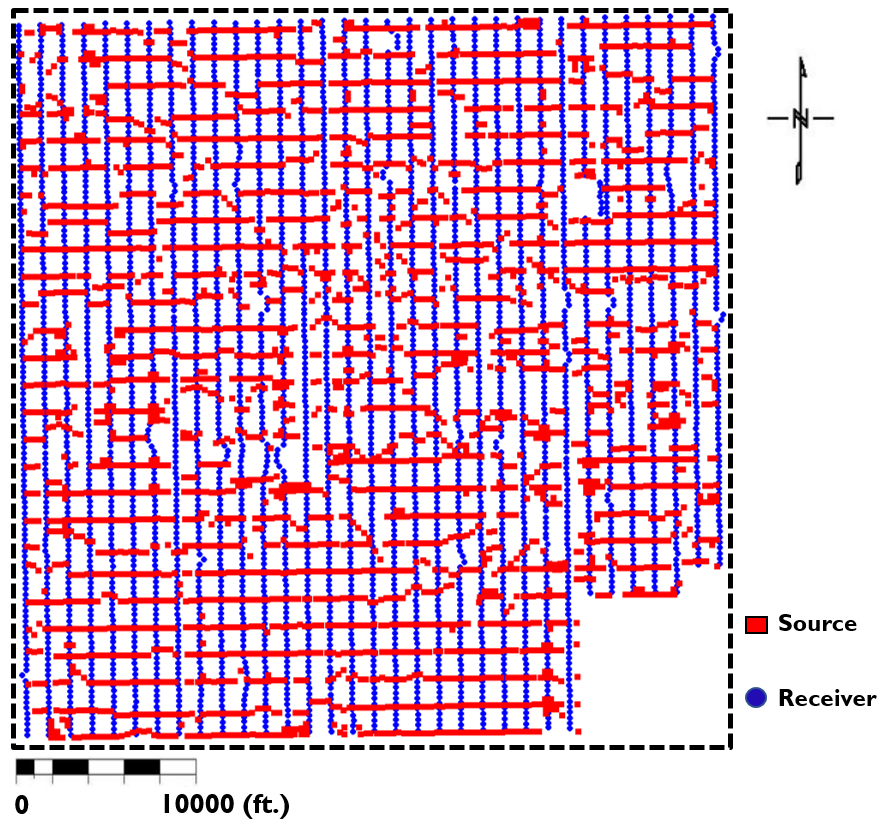 N
Source
Receiver
0 10000 (ft.)